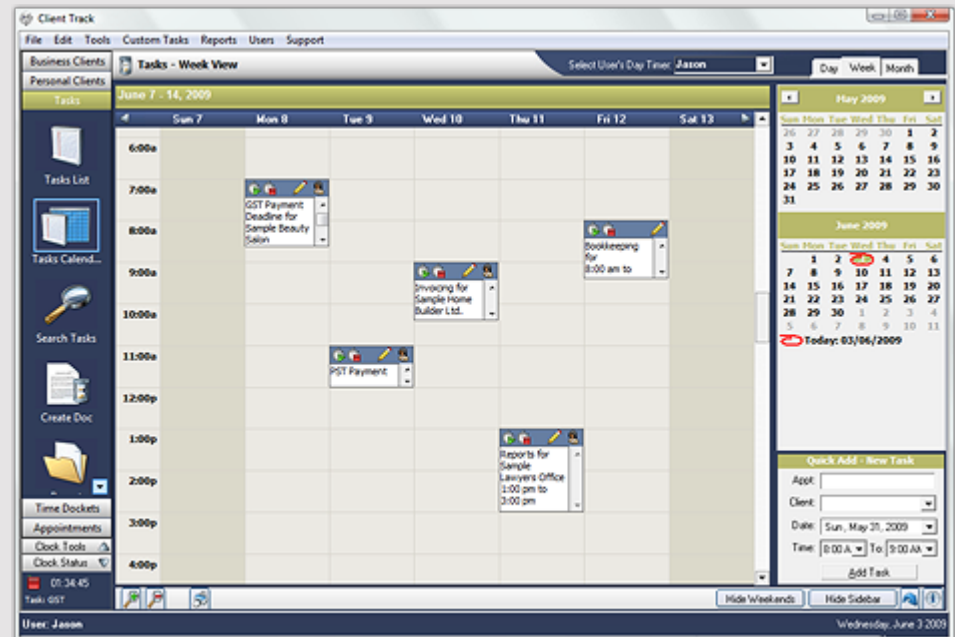 Client Track
File Edit Tools Custom Tasks Reports Users Support
Business Clients
Personal Clients
Tasks
Tasks List
Tasks Calend...
Search Tasks
Create Doc
Time Dockets
Appointments
Clock Tools
Clock Status
01:34:45
Task: GST
Tasks - Week View
Select User's Day Timer: Jason
Day Week Month
June 7 - 14, 2009
Sun 7 Mon 8 Tue 9 Wed 10 Thu 11 Fri 12 Sat 13
6:00a
7:00a
8:00a
9:00a
10:00a
11:00a
12:00p
1:00p
2:00p
3:00p
4:00p
GST Payment
Deadline for
Sample Beauty
Salon
Bookkeeping
for
8:00 am to
Invoicing for
Sample Home
Builder Ltd.
PST Payment
Reports for
Sample
Lawyers Office
1:00 pm to
3:00 pm
May 2009
Sun Mon Tue Wed Thu Fri Sat
26 27 28 29 30 1 2
3 4 5 6 7 8 9
10 11 12 13 14 15 16
17 18 19 20 21 22 23
24 25 26 27 28 29 30
31
June 2009
Sun Mon Tue Wed Thu Fri Sat
1 2 3 4 5 6
7 8 9 10 11 12 13
14 15 16 17 18 19 20
21 22 23 24 25 26 27
28 29 30 1 2 3 4
5 6 7 8 9 10 11
Today: 03/06/2009
Quick Add - New Task
Appt:
Client:
Date: Sun, May 31, 2009
Time: 8:00 A To: 9:00 AM
Add Task
Hide Weekends Hide Sidebar
User: Jason
Wednesday, June 3 2009